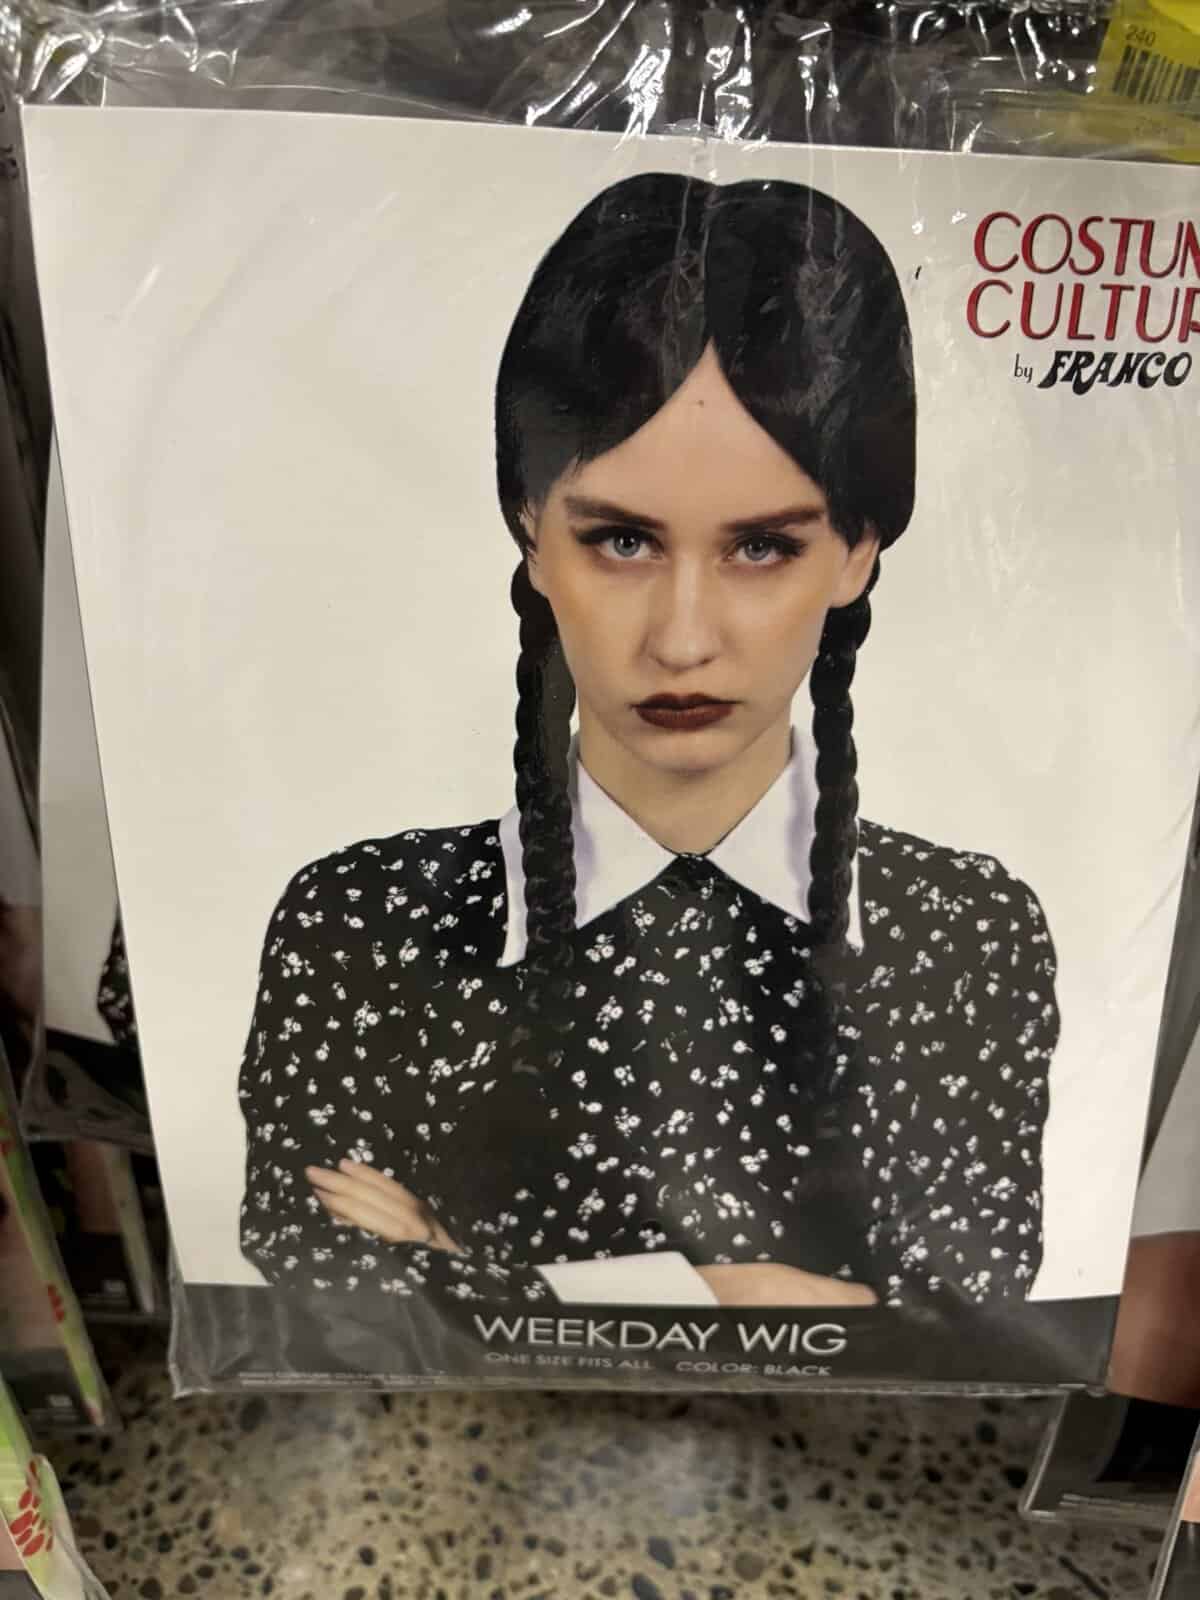 240
COSTUM
CULTUR
by FRANCO
WEEKDAY WIG
ONE SIZE FITS ALL COLOR: BLACK